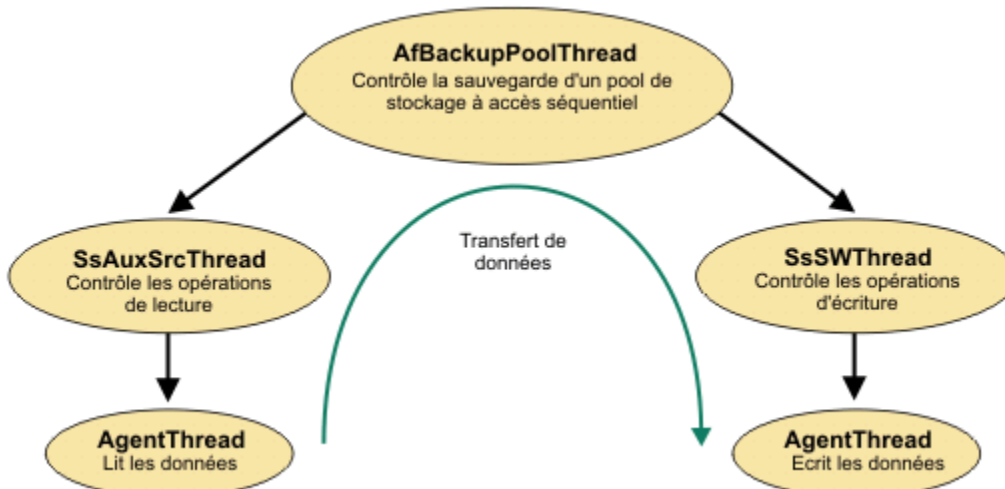 AfBackupPoolThread
Contrôle la sauvegarde d'un pool de
stockage à accès séquentiel
SsAuxSrcThread
Contrôle les opérations
de lecture
Transfert de
données
SsSWThread
Contrôle les opérations
d'écriture
AgentThread
Lit les données
AgentThread
Ecrit les données